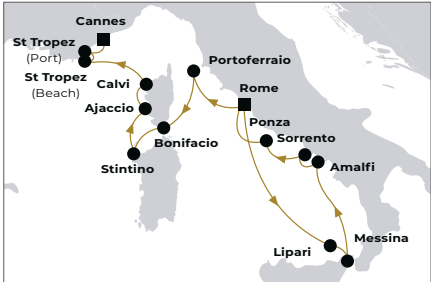 Cannes
St Tropez
(Port)
St Tropez
(Beach)
Calvi
Ajaccio
Stintino
Bonifacio
Portoferraio
Rome
Ponza
Sorrento
Amalfi
Messina
Lipari